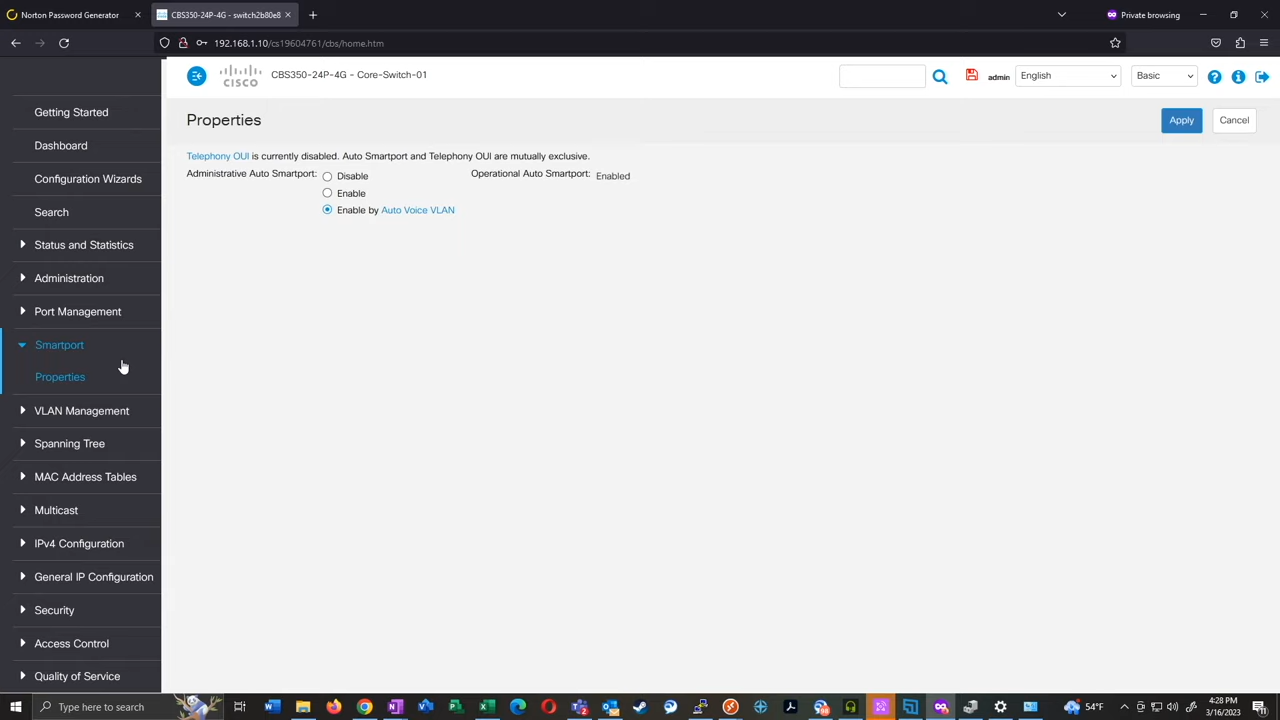 Norton Password Generator
CBS350-24P-4G - switch2b80e8
Private browsing
192.168.1.10/cs19604761/cbs/home.htm
cisco
CBS350-24P-4G - Core-Switch-01
admin
English
Basic
Getting Started
Dashboard
Configuration Wizards
Search
Status and Statistics
Administration
Port Management
Smartport
Properties
VLAN Management
Spanning Tree
MAC Address Tables
Multicast
IPv4 Configuration
General IP Configuration
Security
Access Control
Quality of Service
Properties
Apply
Cancel
Telephony OUI is currently disabled. Auto Smartport and Telephony OUI are mutually exclusive.
Administrative Auto Smartport:
Disable
Enable
Enable by Auto Voice VLAN
Operational Auto Smartport: Enabled
Type here to search
54°F
4:28 PM
3/16/2023